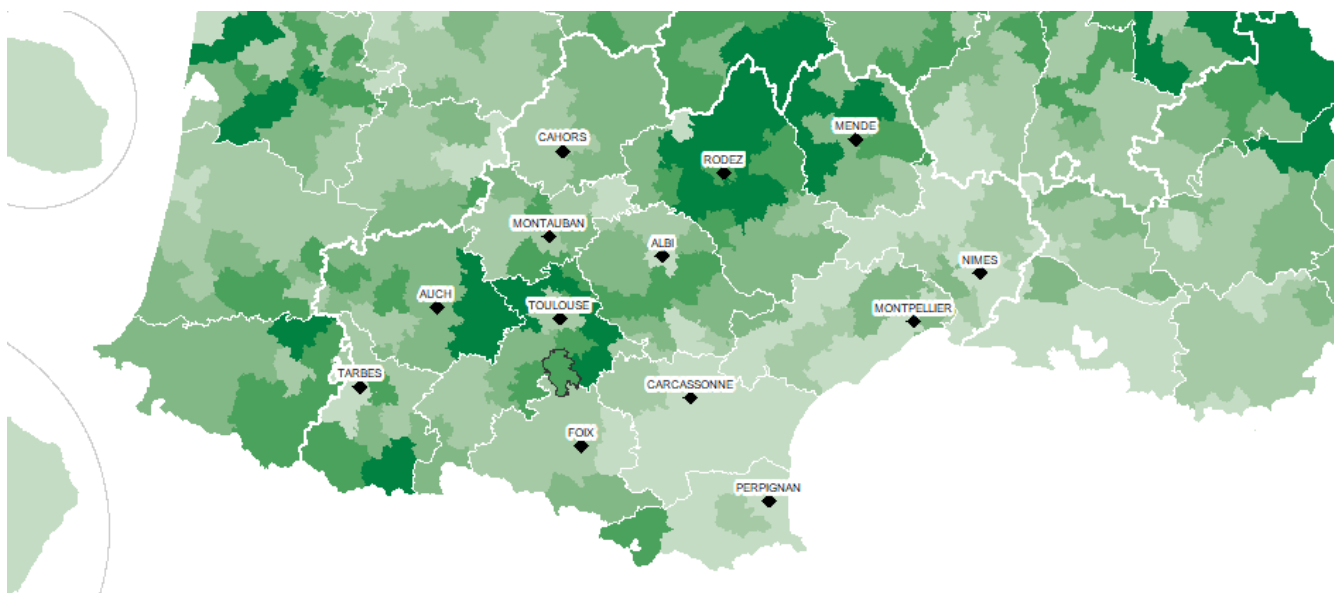 MENDE
CAHORS
RODEZ
MONTAUBAN
ALBI
NIMES
AUCH
TOULOUSE
MONTPELLIER
TARBES
CARCASSONNE
FOIX
PERPIGNAN